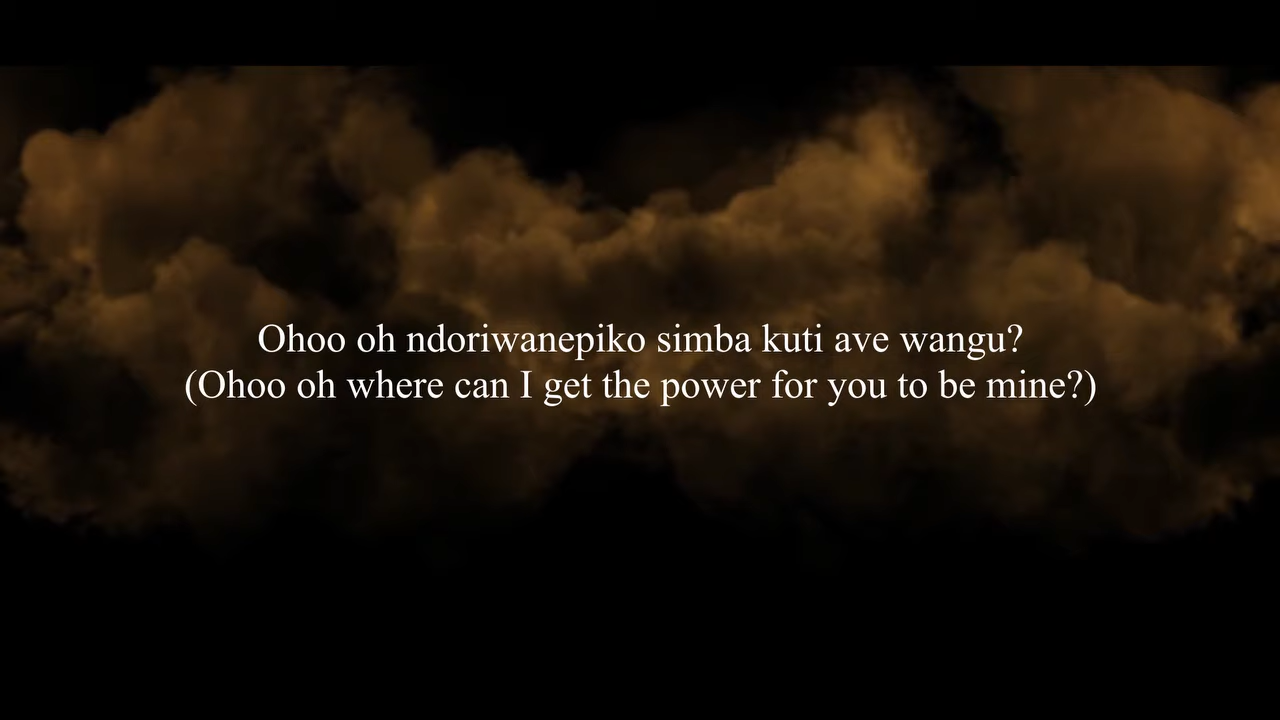 Ohoo oh ndoriwanepiko simba kuti ave wangu?
(Ohoo oh where can I get the power for you to be mine?)